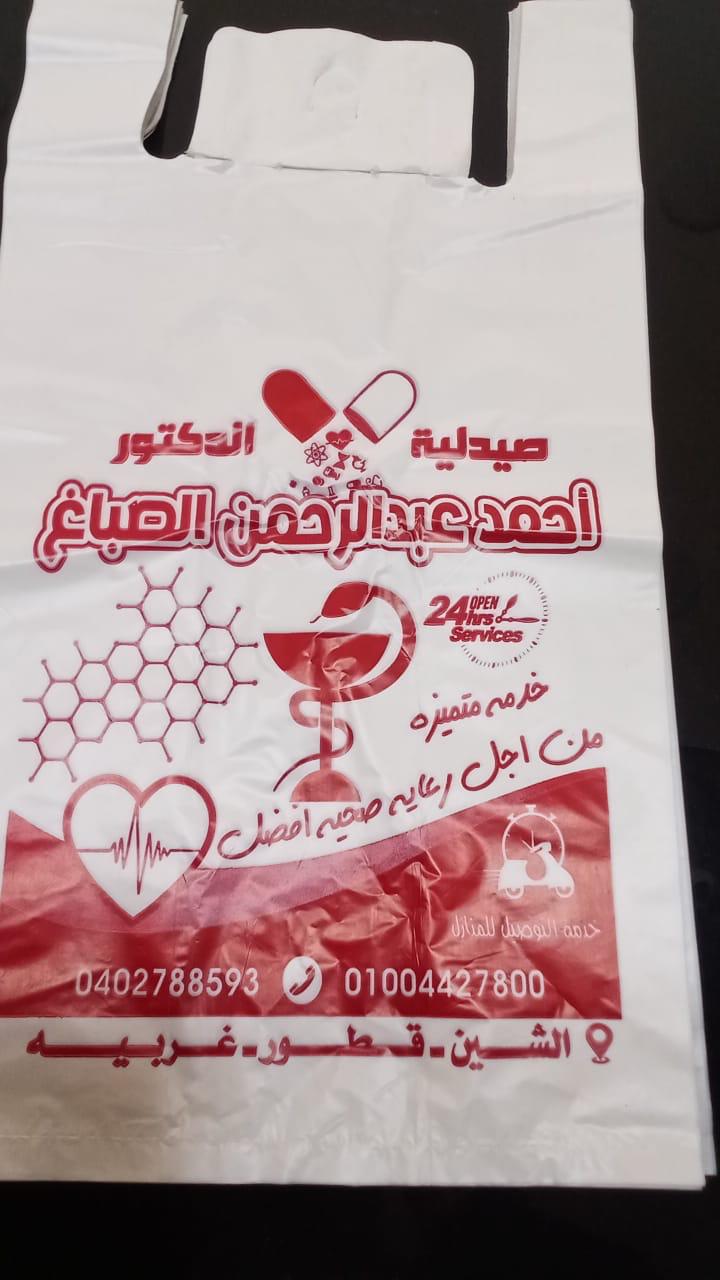 صيدلية الدكتور
أحمد عبدالرحمن الصباغ
OPEN
24hrs
Services
خدمه متميزه
من اجل رعايه صحيه افضل
خدمه التوصيل للمنازل
0402788593 01004427800
الشين - قطور - غربيه